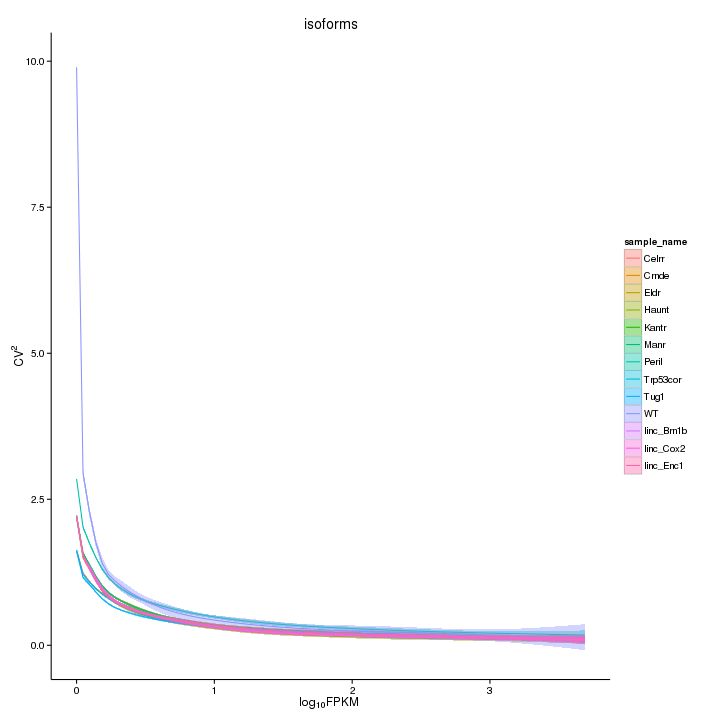 isoforms
10.0
7.5
5.0
2.5
0.0
CV²
0
1
2
3
log₁₀FPKM
sample_name
Celrr
Crnde
Eldr
Haunt
Kantr
Manr
Peril
Trp53cor
Tug1
WT
linc_Brn1b
linc_Cox2
linc_Enc1